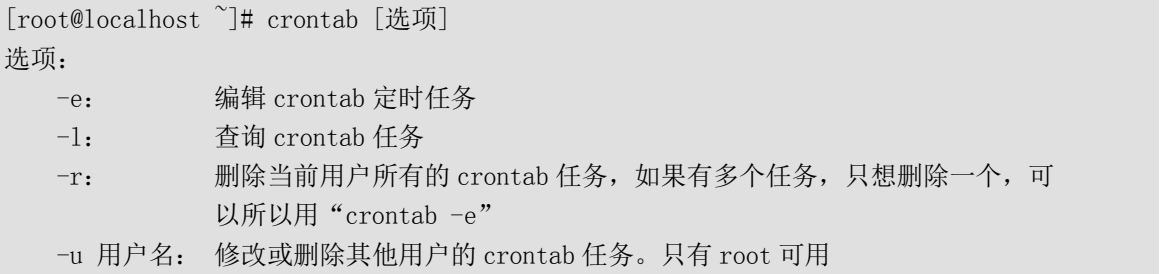 [root@localhost ~]# crontab [选项]
选项：
-e： 编辑 crontab 定时任务
-l： 查询 crontab 任务
-r： 删除当前用户所有的 crontab 任务，如果有多个任务，只想删除一个，可
以所以用“crontab -e”
-u 用户名： 修改或删除其他用户的 crontab 任务。只有 root 可用